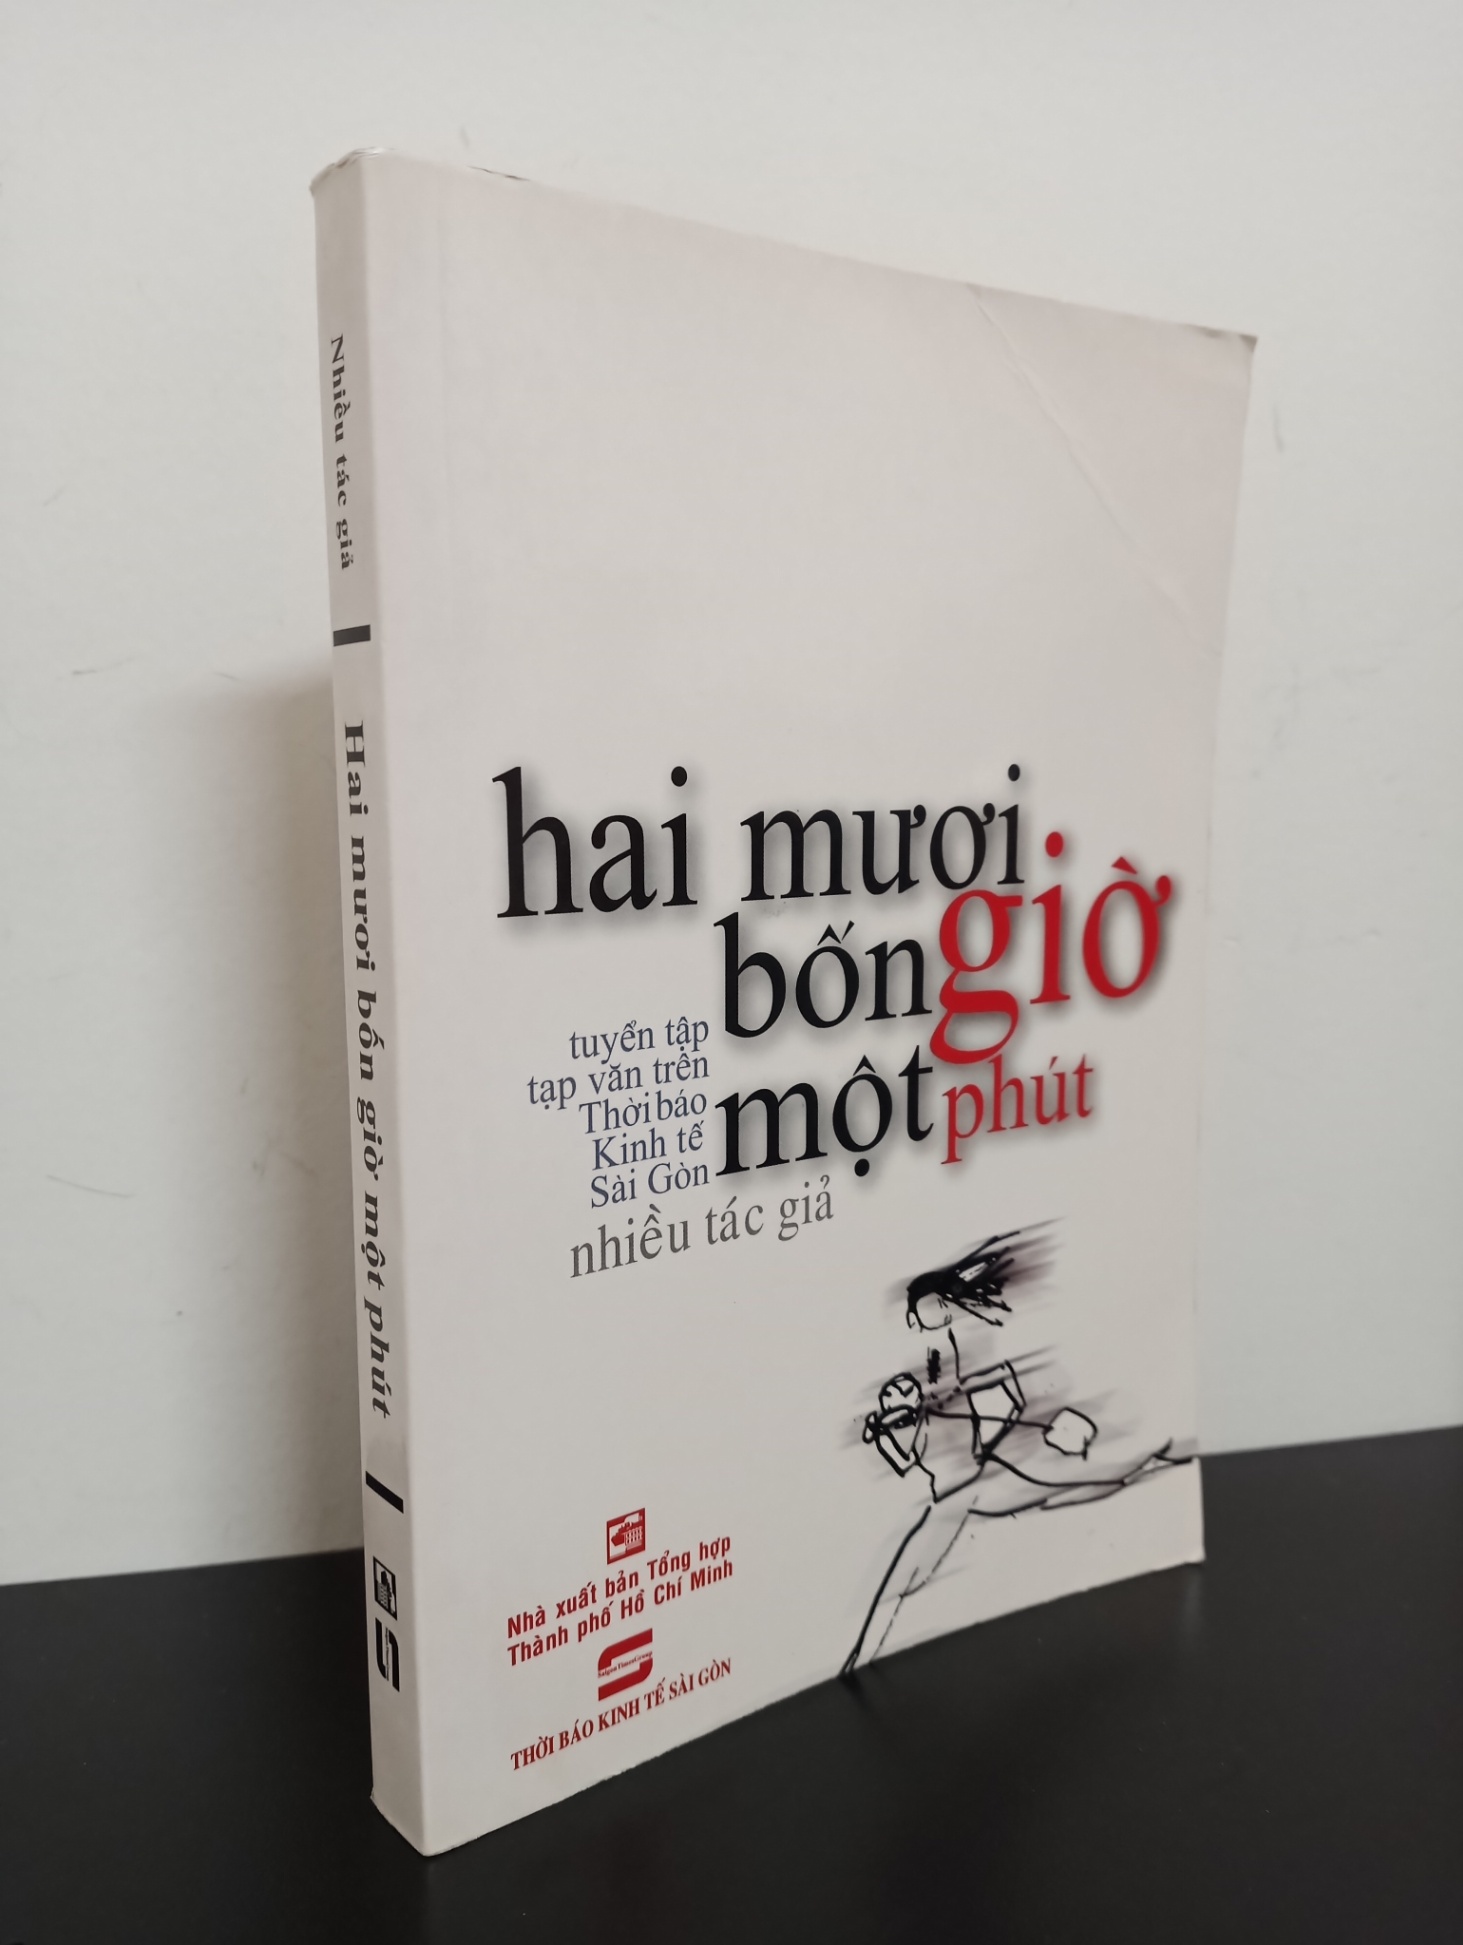 Nhiều tác giả
Hai mươi bốn giờ một phút
hai mươi
bốn giờ
một phút
tuyển tập
tạp văn trên
Thời báo
Kinh tế
Sài Gòn
nhiều tác giả
Nhà xuất bản Tổng hợp
Thành phố Hồ Chí Minh
SaigonTimesGroup
THỜI BÁO KINH TẾ SÀI GÒN